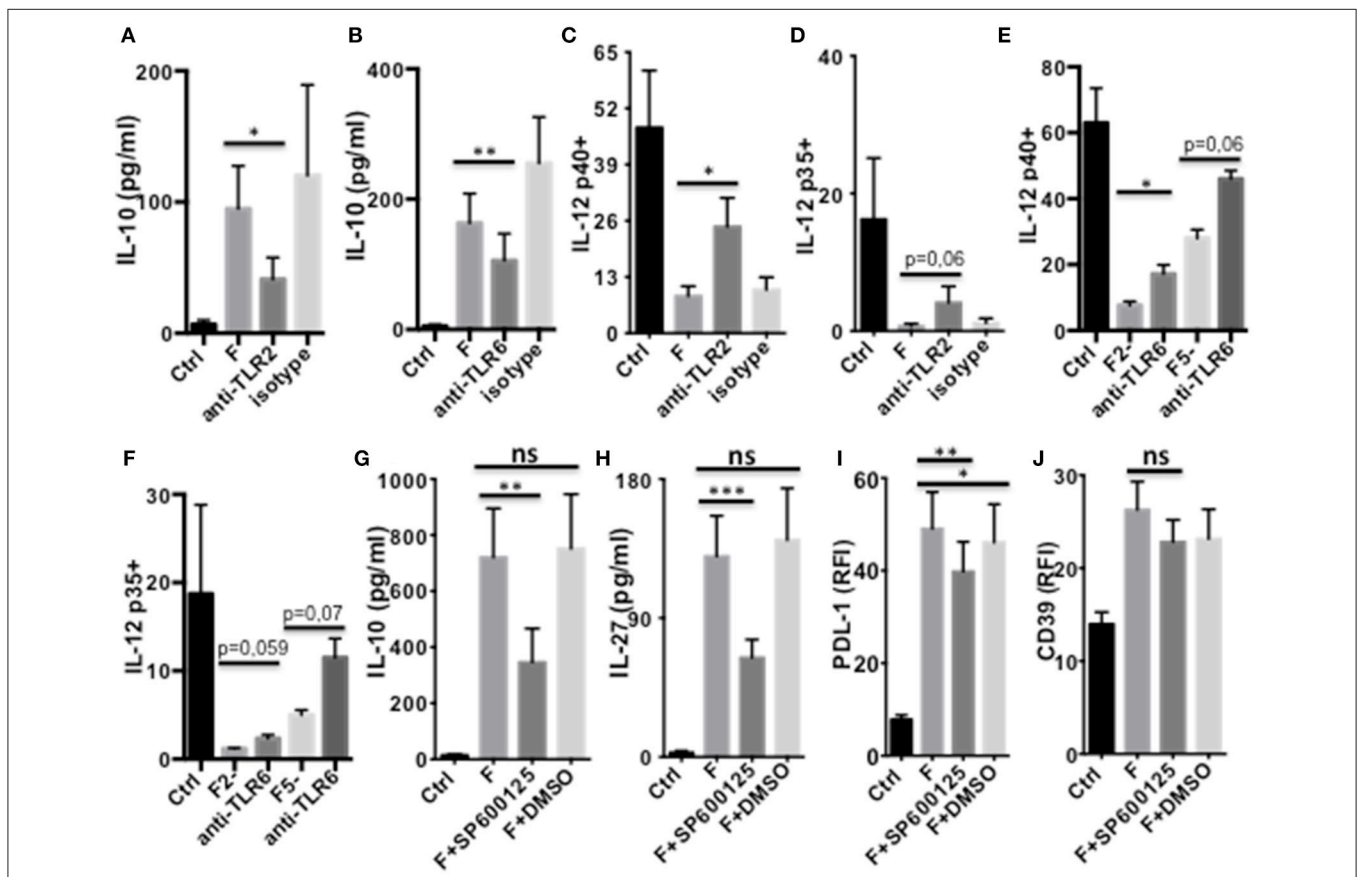 A
IL-10 (pg/ml)
200
100
0
*
Ctrl
F
anti-TLR2
isotype
B
IL-10 (pg/ml)
400
200
0
**
Ctrl
F
anti-TLR6
isotype
C
IL-12 p40+
65
52
39
26
13
0
*
Ctrl
F
anti-TLR2
isotype
D
IL-12 p35+
40
20
0
p=0,06
Ctrl
F
anti-TLR2
isotype
E
IL-12 p40+
80
60
40
20
0
*
p=0,06
Ctrl
F2-
anti-TLR6
F5-
anti-TLR6
F
IL-12 p35+
30
20
10
0
p=0,059
p=0,07
Ctrl
F2-
anti-TLR6
F5-
anti-TLR6
G
IL-10 (pg/ml)
1000
800
600
400
200
0
ns
**
Ctrl
F
F+SP600125
F+DMSO
H
IL-27 (pg/ml)
180
90
0
ns
***
Ctrl
F
F+SP600125
F+DMSO
I
PDL-1 (RFI)
60
40
20
0
**
*
Ctrl
F
F+SP600125
F+DMSO
J
CD39 (RFI)
30
20
10
0
ns
Ctrl
F
F+SP600125
F+DMSO